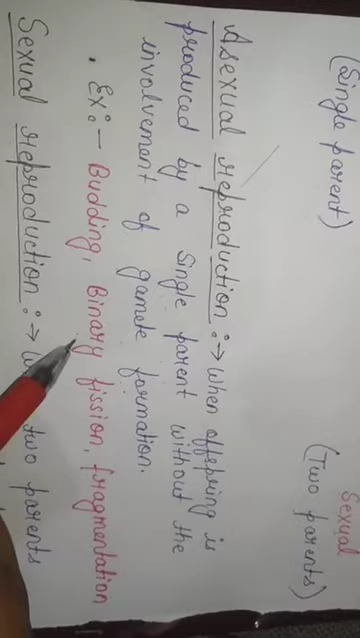 Sexual
(Single parent) (Two parents)
Asexual reproduction :→ when offspring is
produced by a single parent without the
involvement of gamete formation.
. Ex:- Budding, Binary fission, fragmentation
Sexual reproduction :→ two parents